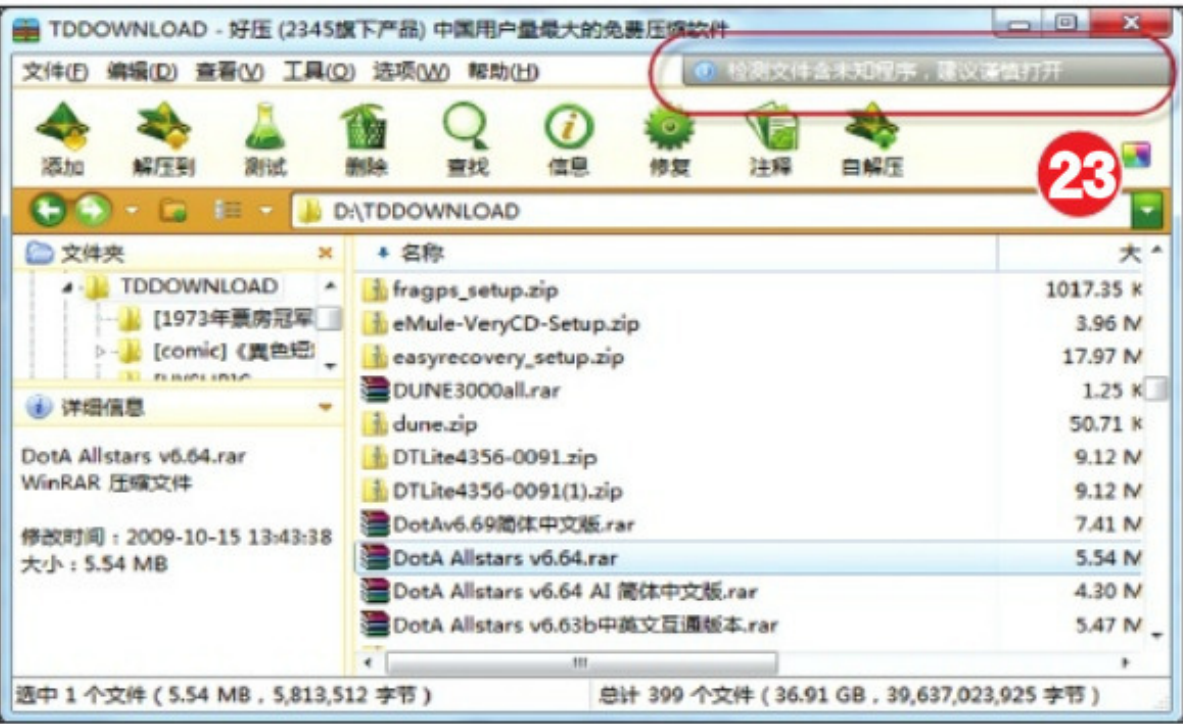 TDDOWNLOAD - 好压 (2345旗下产品) 中国用户量最大的免费压缩软件
文件(F) 编辑(D) 查看(V) 工具(Q) 选项(W) 帮助(H)
检测文件含未知程序，建议谨慎打开
添加 解压到 测试 删除 查找 信息 修复 注释 自解压
23
D:\TDDOWNLOAD
文件夹
名称 大
TDDOWNLOAD
[1973年票房冠军
[comic]《異色短
fragps_setup.zip 1017.35 K
eMule-VeryCD-Setup.zip 3.96 M
easyrecovery_setup.zip 17.97 M
DUNE3000all.rar 1.25 K
dune.zip 50.71 K
DTLite4356-0091.zip 9.12 M
DTLite4356-0091(1).zip 9.12 M
DotAv6.69简体中文版.rar 7.41 M
DotA Allstars v6.64.rar 5.54 M
DotA Allstars v6.64 AI 简体中文版.rar 4.30 M
DotA Allstars v6.63b中英文互通版本.rar 5.47 M
详细信息
DotA Allstars v6.64.rar
WinRAR 压缩文件
修改时间：2009-10-15 13:43:38
大小：5.54 MB
选中 1 个文件 ( 5.54 MB，5,813,512 字节 )
总计 399 个文件 ( 36.91 GB，39,637,023,925 字节 )